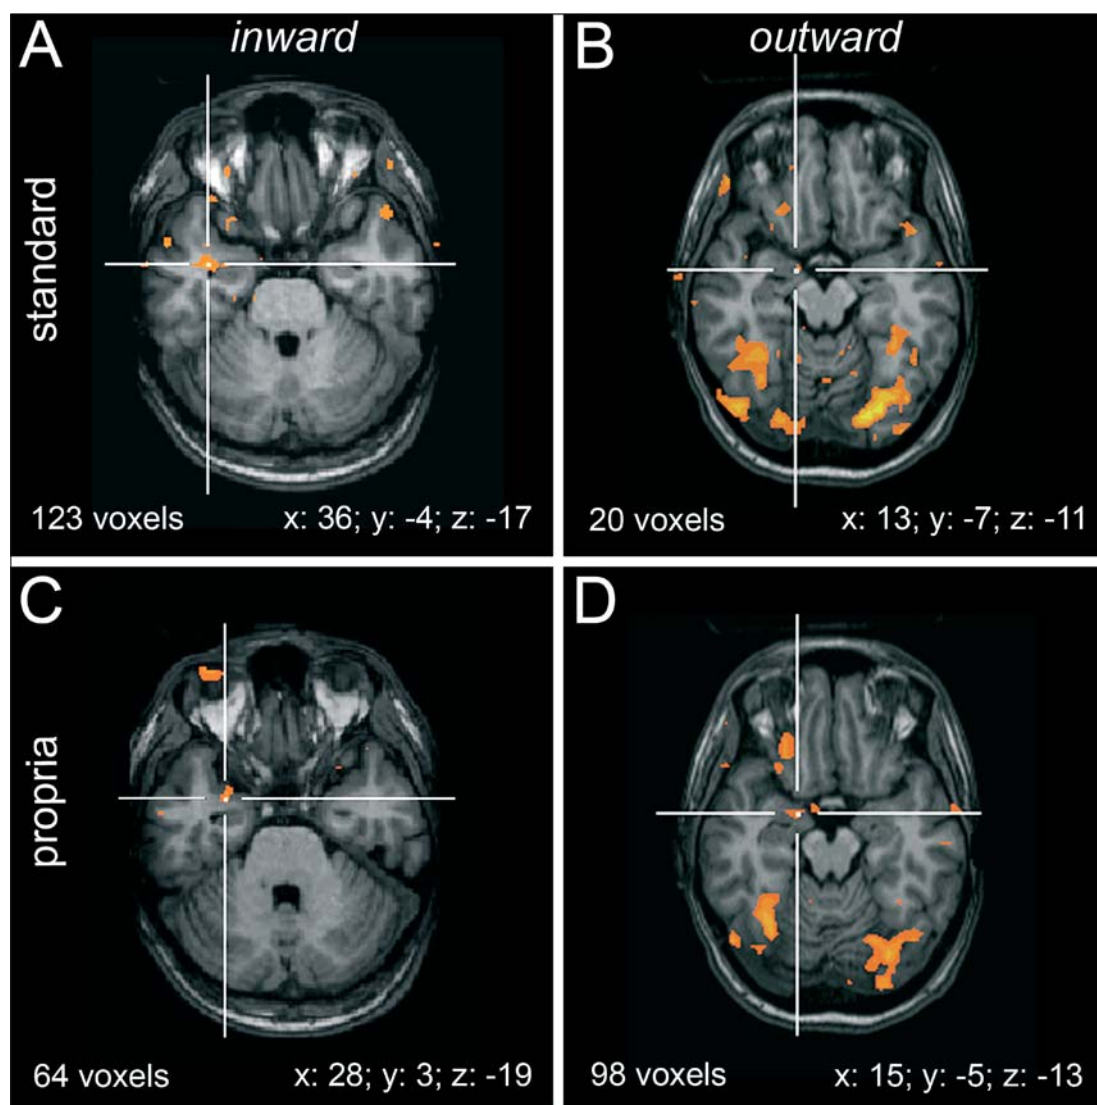 A
inward
B
outward
standard
123 voxels
x: 36; y: -4; z: -17
20 voxels
x: 13; y: -7; z: -11
C
D
propria
64 voxels
x: 28; y: 3; z: -19
98 voxels
x: 15; y: -5; z: -13